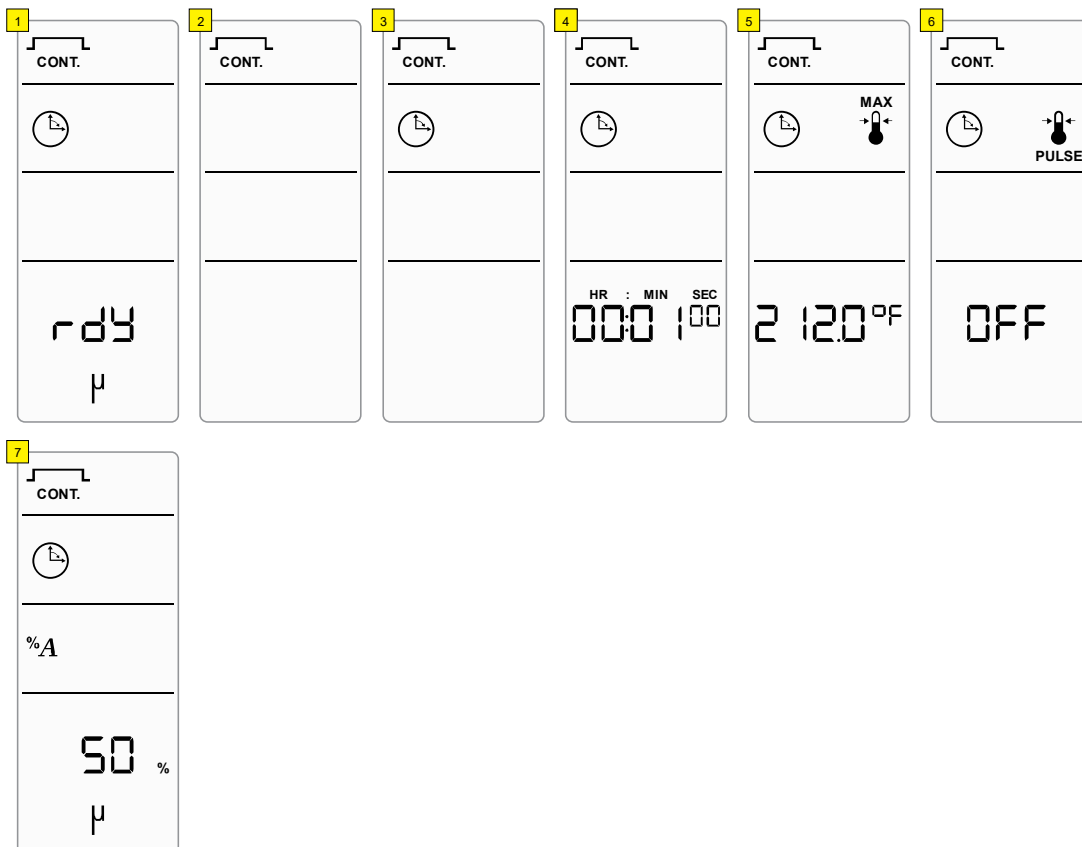 1
CONT.
rdy
µ
2
CONT.
3
CONT.
4
CONT.
HR : MIN SEC
00:01 00
5
CONT.
MAX
212.0 °F
6
CONT.
PULSE
OFF
7
CONT.
%A
50 %
µ